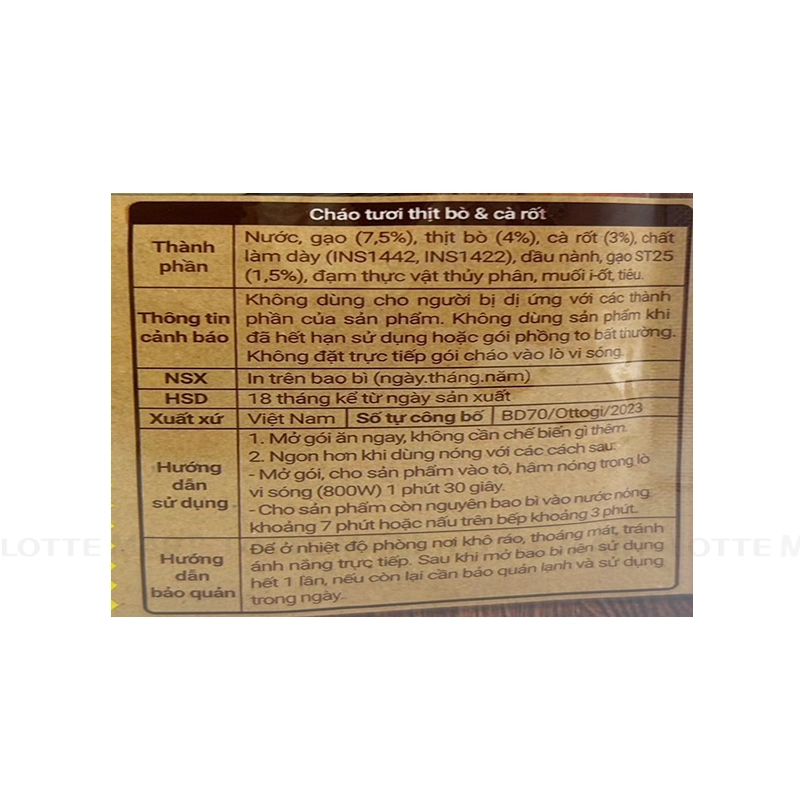 Cháo tươi thịt bò & cà rốt
Thành phần
Nước, gạo (7,5%), thịt bò (4%), cà rốt (3%), chất
làm dày (INS1442, INS1422), dầu nành, gạo ST25
(1,5%), đạm thực vật thủy phân, muối i-ốt, tiêu.
Thông tin cảnh báo
Không dùng cho người bị dị ứng với các thành
phần của sản phẩm. Không dùng sản phẩm khi
đã hết hạn sử dụng hoặc gói phồng to bất thường.
Không đặt trực tiếp gói cháo vào lò vi sóng.
NSX
In trên bao bì (ngày.tháng.năm)
HSD
18 tháng kể từ ngày sản xuất
Xuất xứ
Việt Nam
Số tự công bố
BD70/Ottogi/2023
Hướng dẫn sử dụng
1. Mở gói ăn ngay, không cần chế biến gì thêm.
2. Ngon hơn khi dùng nóng với các cách sau:
- Mở gói, cho sản phẩm vào tô, hâm nóng trong lò
vi sóng (800W) 1 phút 30 giây.
- Cho sản phẩm còn nguyên bao bì vào nước nóng
khoảng 7 phút hoặc nấu trên bếp khoảng 3 phút.
Hướng dẫn bảo quản
Để ở nhiệt độ phòng nơi khô ráo, thoáng mát, tránh
ánh nắng trực tiếp. Sau khi mở bao bì nên sử dụng
hết 1 lần, nếu còn lại cần bảo quản lạnh và sử dụng
trong ngày.
LOTTE M
LOTTE M